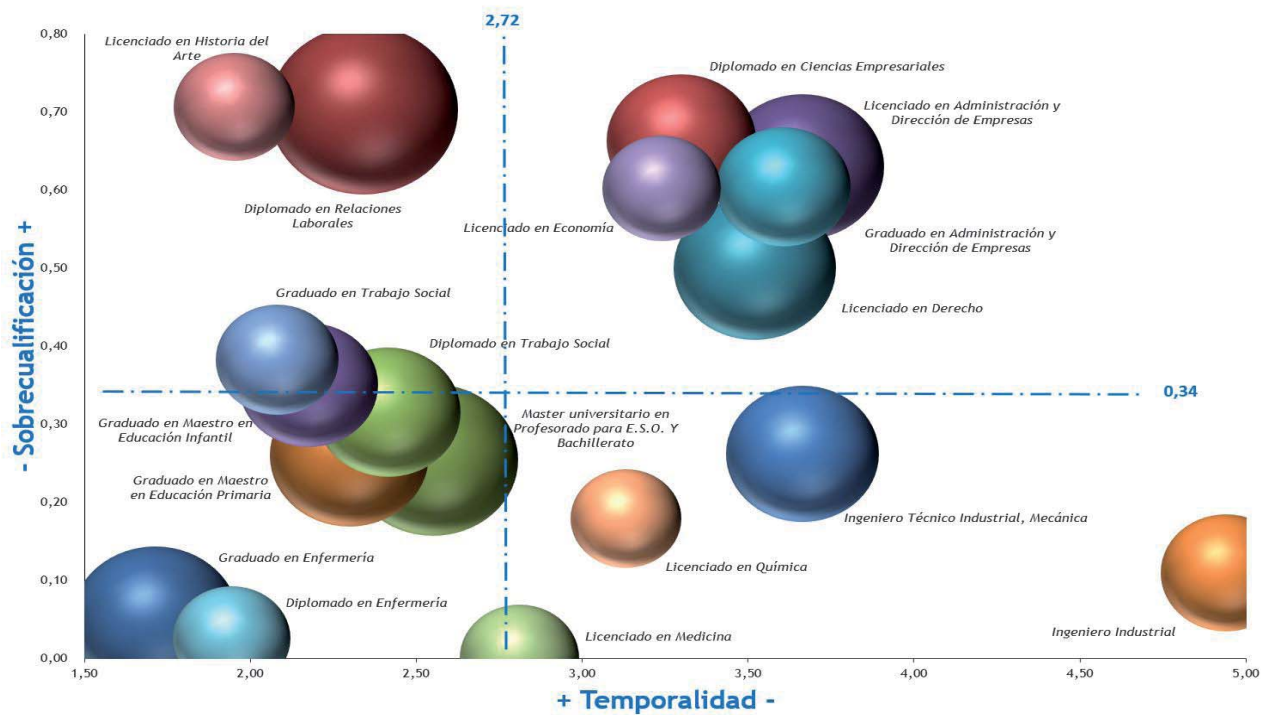 2,72
0,80
Licenciado en Historia del
Arte
Diplomado en Ciencias Empresariales
0,70
Licenciado en Administración y
Dirección de Empresas
0,60
Diplomado en Relaciones
Laborales
Licenciado en Economía
Graduado en Administración y
Dirección de Empresas
0,50
Graduado en Trabajo Social
Licenciado en Derecho
0,40
Diplomado en Trabajo Social
0,34
0,30
Graduado en Maestro en
Educación Infantil
Master universitario en
Profesorado para E.S.O. Y
Bachillerato
Graduado en Maestro
en Educación Primaria
0,20
Ingeniero Técnico Industrial, Mecánica
Graduado en Enfermería
Licenciado en Química
0,10
Diplomado en Enfermería
Licenciado en Medicina
Ingeniero Industrial
0,00
1,50 2,00 2,50 3,00 3,50 4,00 4,50 5,00
- Sobrecualificación +
+ Temporalidad -